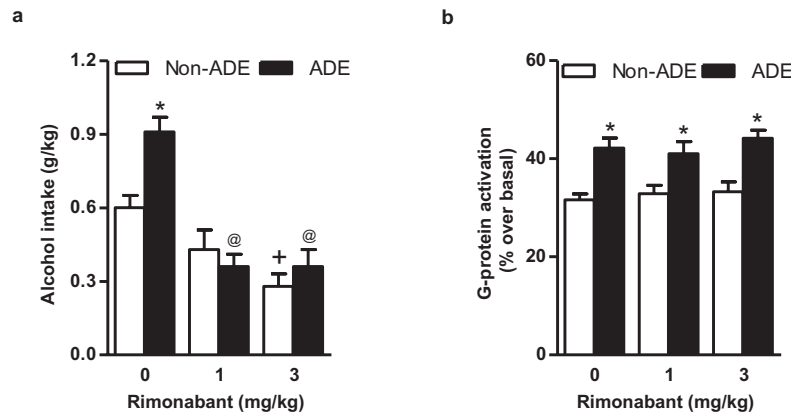 a
Alcohol intake (g/kg)
1.2
0.9
0.6
0.3
0.0
Non-ADE ADE
*
@
+
@
0 1 3
Rimonabant (mg/kg)
b
G-protein activation
(% over basal)
60
40
20
0
Non-ADE ADE
*
*
*
0 1 3
Rimonabant (mg/kg)